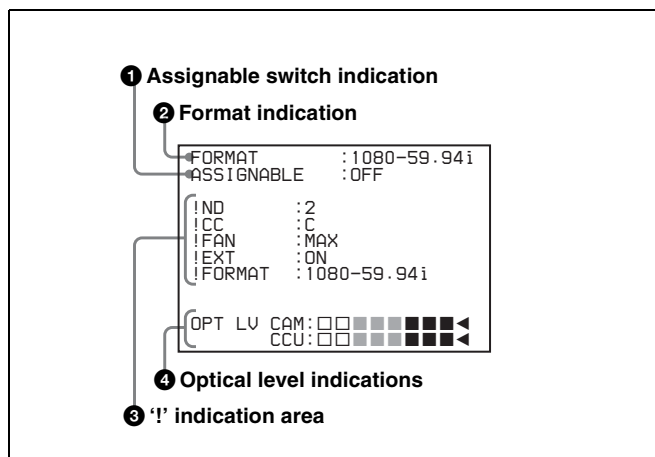 ❶ Assignable switch indication
❷ Format indication
FORMAT :1080-59.94i
ASSIGNABLE :OFF
!ND :2
!CC :C
!FAN :MAX
!EXT :ON
!FORMAT :1080-59.94i
OPT LV CAM:□□■■■■■■◀
CCU:□□■■■■■■◀
❹ Optical level indications
❸ ‘!’ indication area